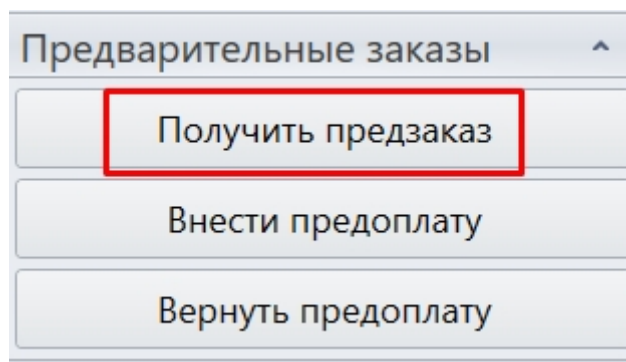 Предварительные заказы
Получить предзаказ
Внести предоплату
Вернуть предоплату